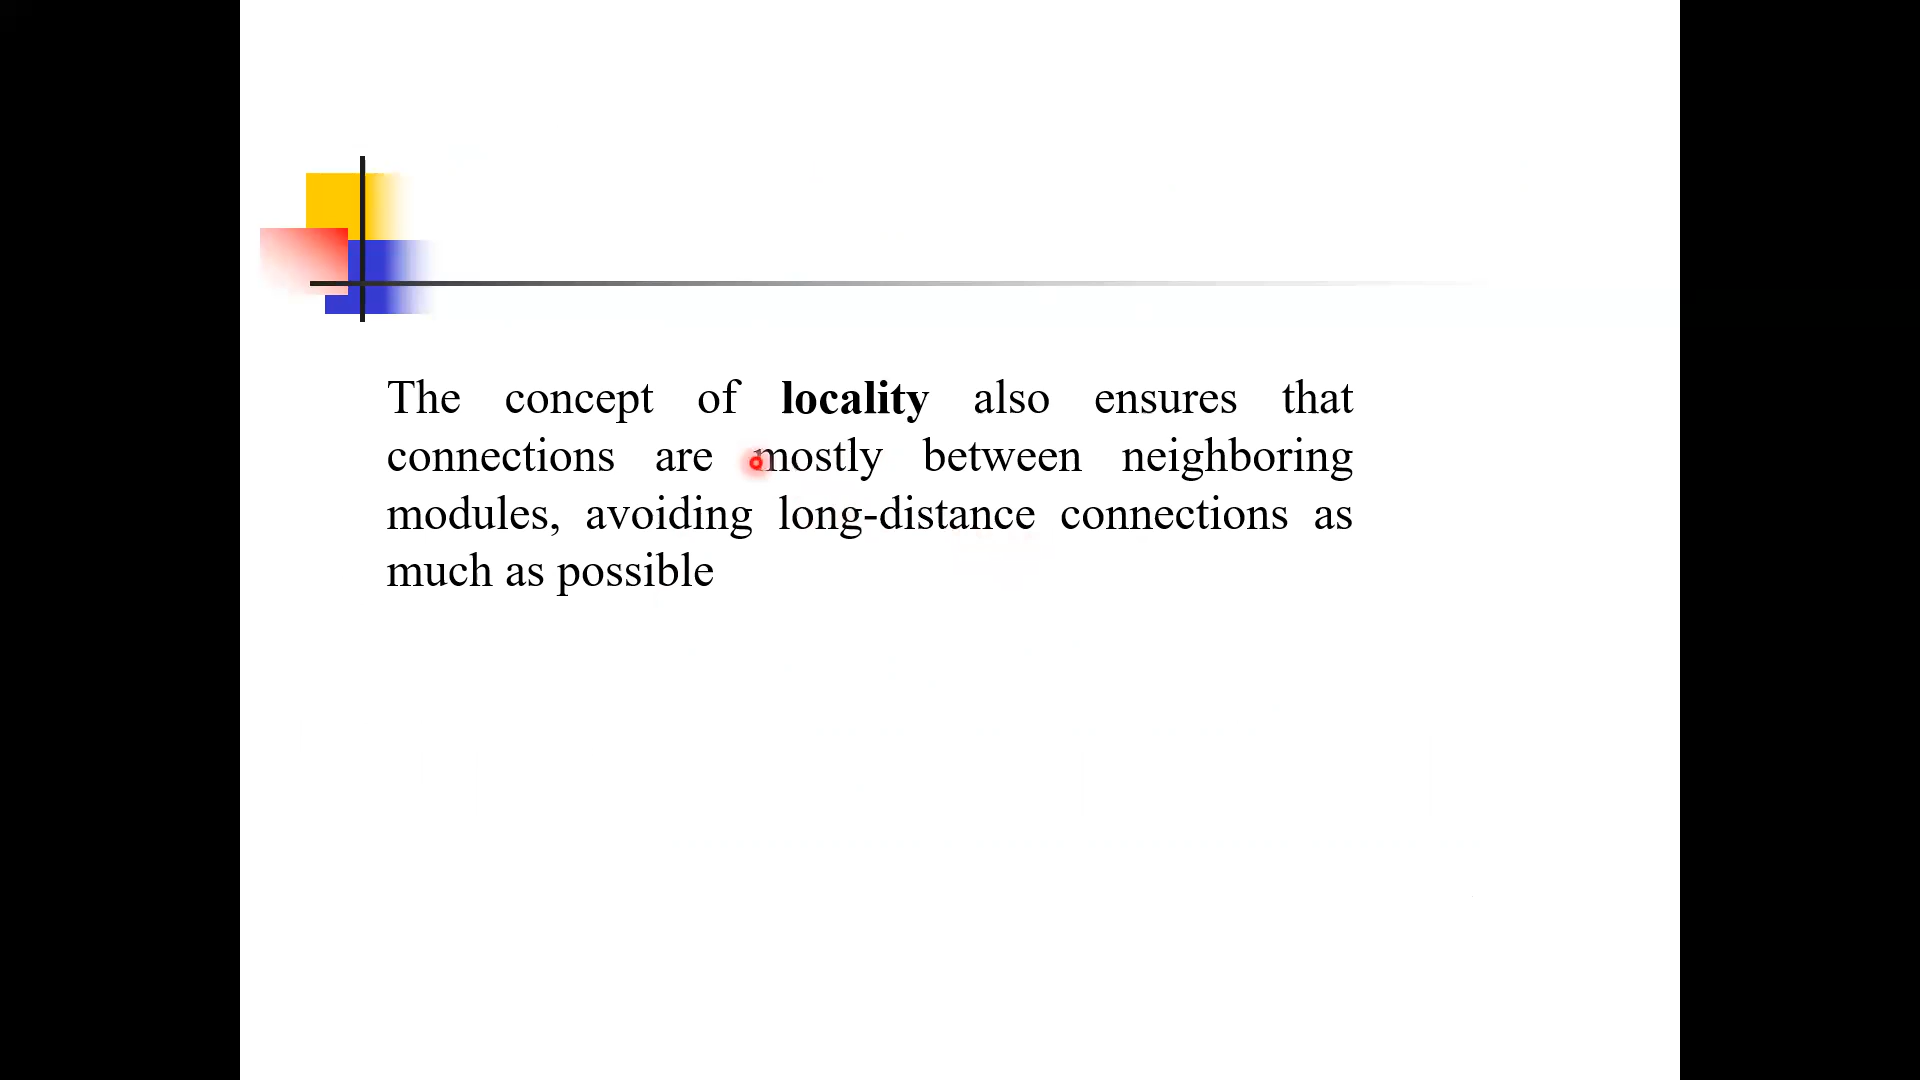 The concept of locality also ensures that
connections are mostly between neighboring
modules, avoiding long-distance connections as
much as possible